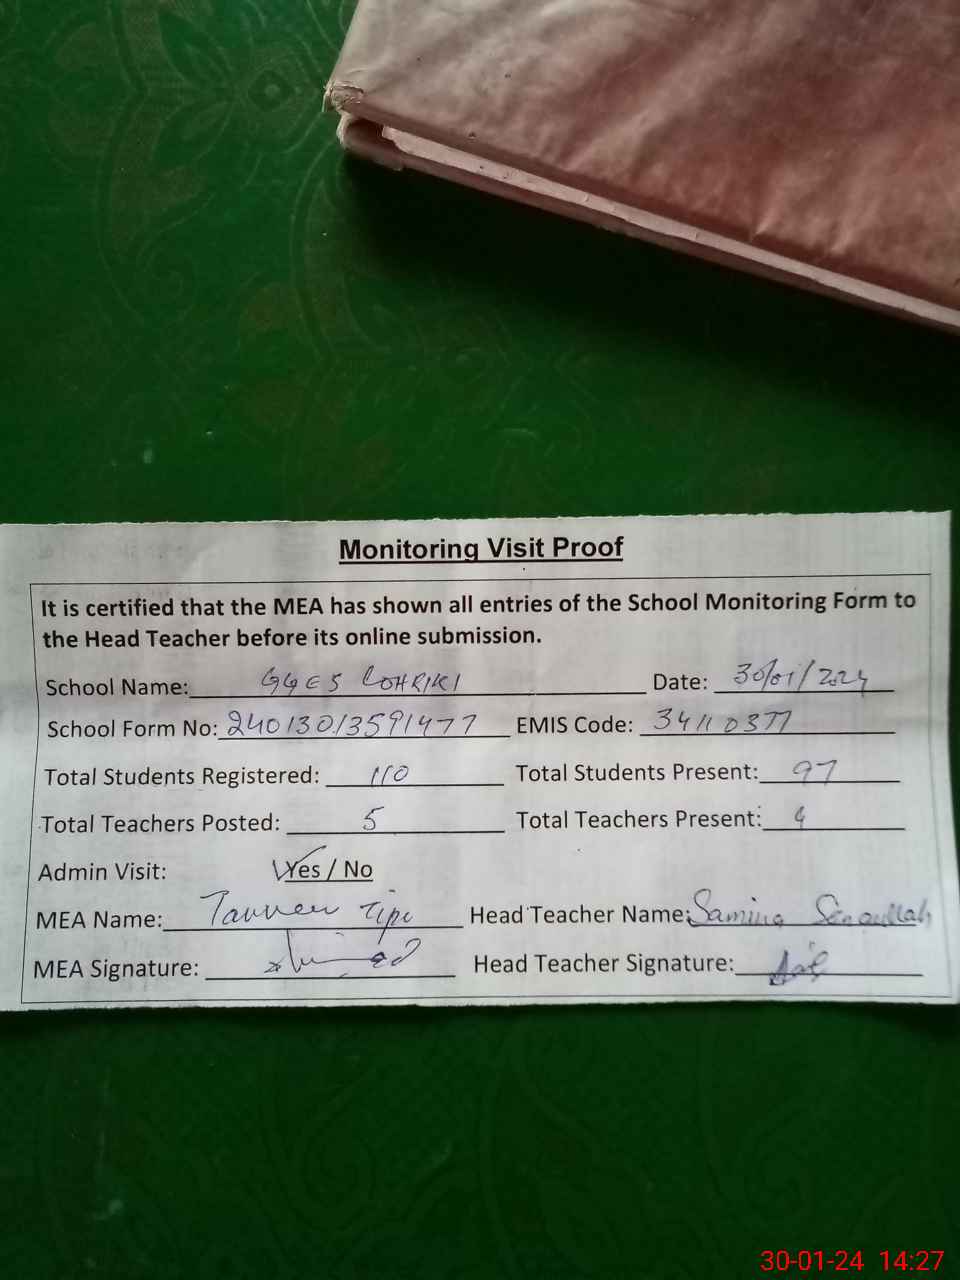 Monitoring Visit Proof
It is certified that the MEA has shown all entries of the School Monitoring Form to
the Head Teacher before its online submission.
School Name: GGES LOHRIKI Date: 30/01/2024
School Form No: 24013013591477 EMIS Code: 34110377
Total Students Registered: 110 Total Students Present: 97
Total Teachers Posted: 5 Total Teachers Present: 4
Admin Visit: Yes / No
MEA Name: Tanveer Tipu Head Teacher Name: Samina Sanaullah
MEA Signature: Head Teacher Signature:
30-01-24 14:27